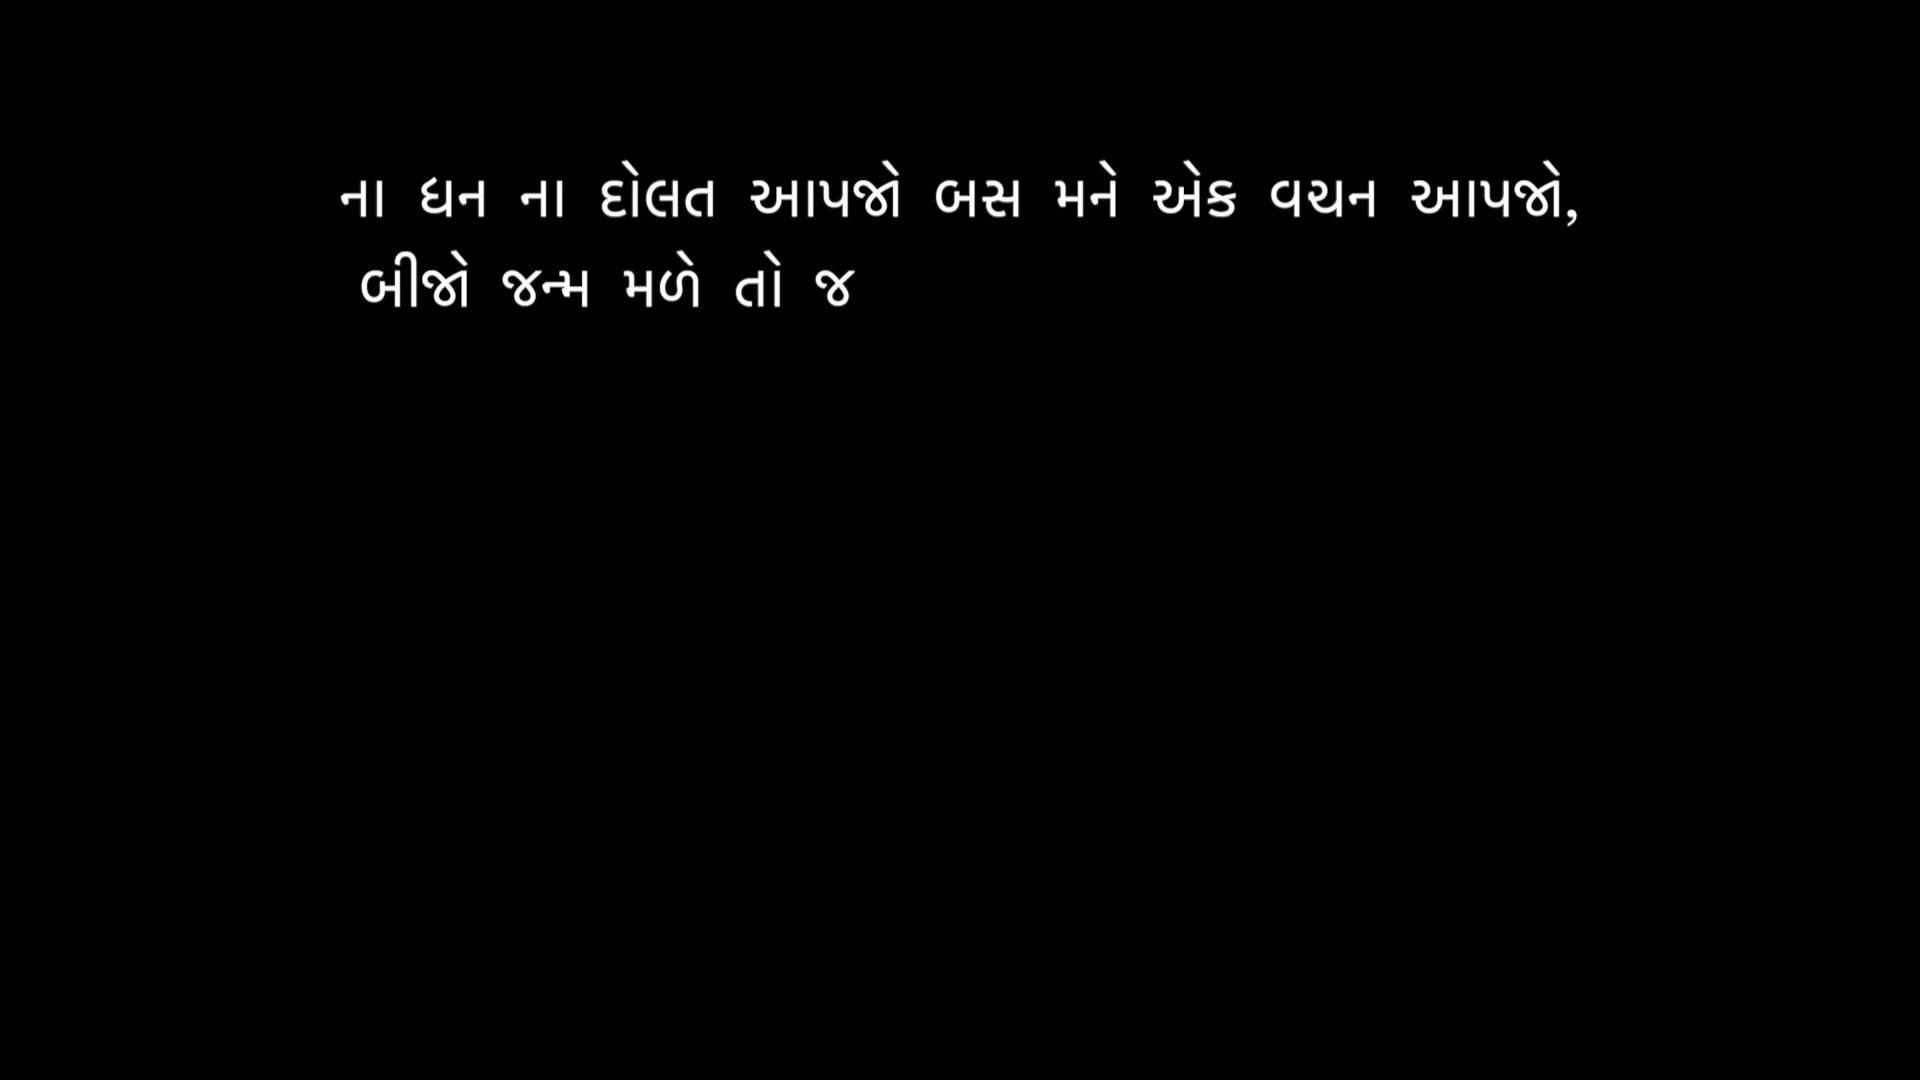 ના ધન ના દોલત આપજો બસ મને એક વચન આપજો,
બીજો જન્મ મળે તો જ